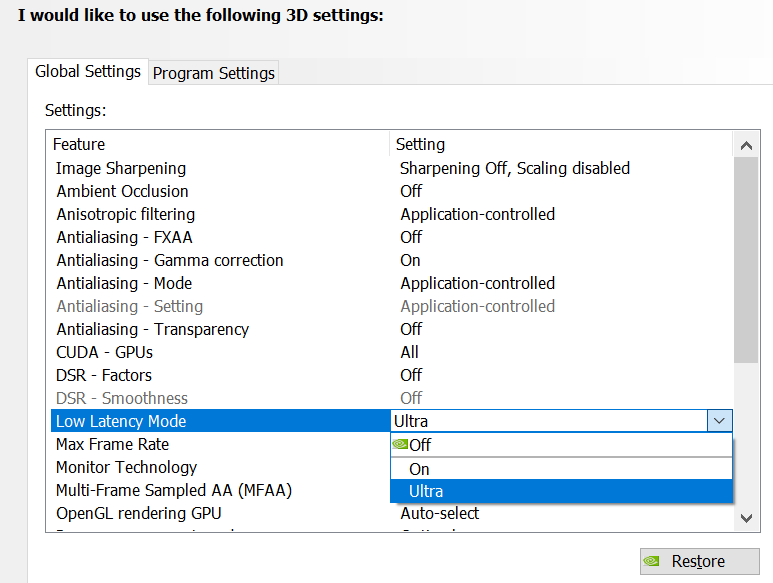 I would like to use the following 3D settings:
Global Settings Program Settings
Settings:
Feature Setting
Image Sharpening Sharpening Off, Scaling disabled
Ambient Occlusion Off
Anisotropic filtering Application-controlled
Antialiasing - FXAA Off
Antialiasing - Gamma correction On
Antialiasing - Mode Application-controlled
Antialiasing - Setting Application-controlled
Antialiasing - Transparency Off
CUDA - GPUs All
DSR - Factors Off
DSR - Smoothness Off
Low Latency Mode Ultra
Max Frame Rate Off
Monitor Technology On
Multi-Frame Sampled AA (MFAA) Ultra
OpenGL rendering GPU Auto-select
Restore